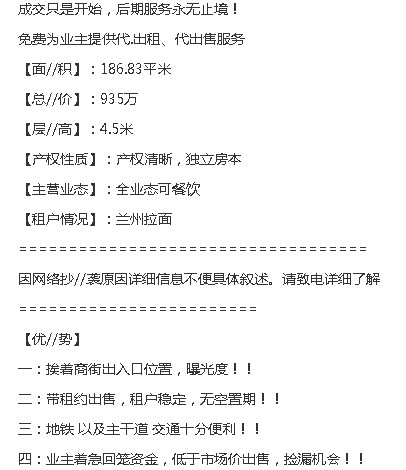 成交只是开始，后期服务永无止境！
免费为业主提供代.出租、代出售服务
【面//积】：186.83平米
【总//价】：935万
【层//高】：4.5米
【产权性质】：产权清晰，独立房本
【主营业态】：全业态可餐饮
【租户情况】：兰州拉面
===================================
因网络抄//袭原因详细信息不便具体叙述。请致电详细了解
========================
【优//势】
一：挨着商街出入口位置，曝光度！！
二：带租约出售，租户稳定，无空置期！！
三：地铁 以及主干道 交通十分便利！！
四：业主着急回笼资金，低于市场价出售，捡漏机会！！